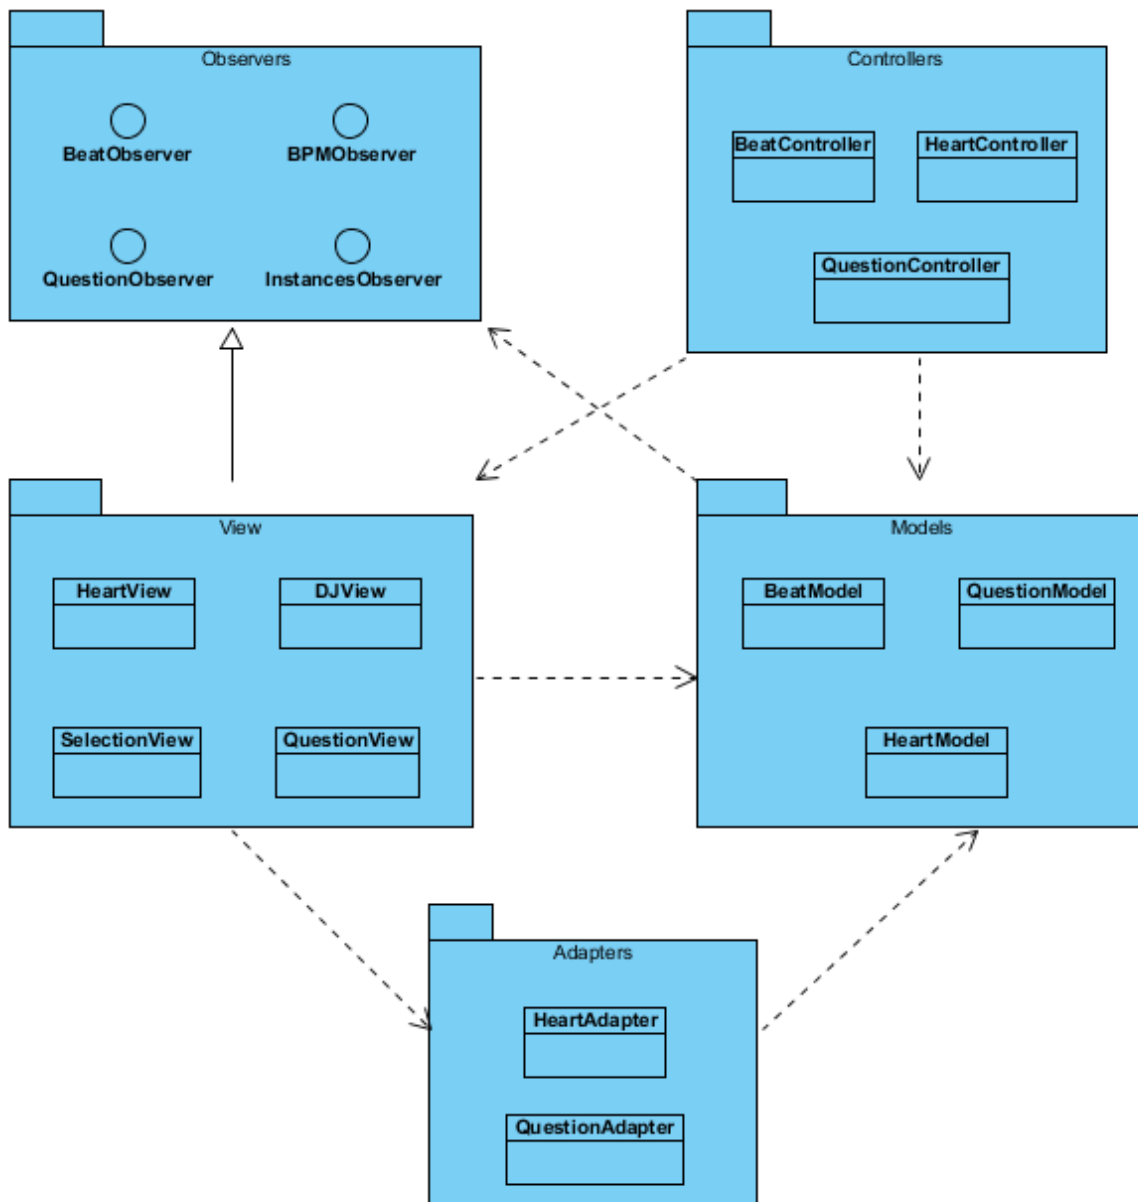 Observers
BeatObserver
BPMObserver
QuestionObserver
InstancesObserver
Controllers
BeatController
HeartController
QuestionController
View
HeartView
DJView
SelectionView
QuestionView
Models
BeatModel
QuestionModel
HeartModel
Adapters
HeartAdapter
QuestionAdapter